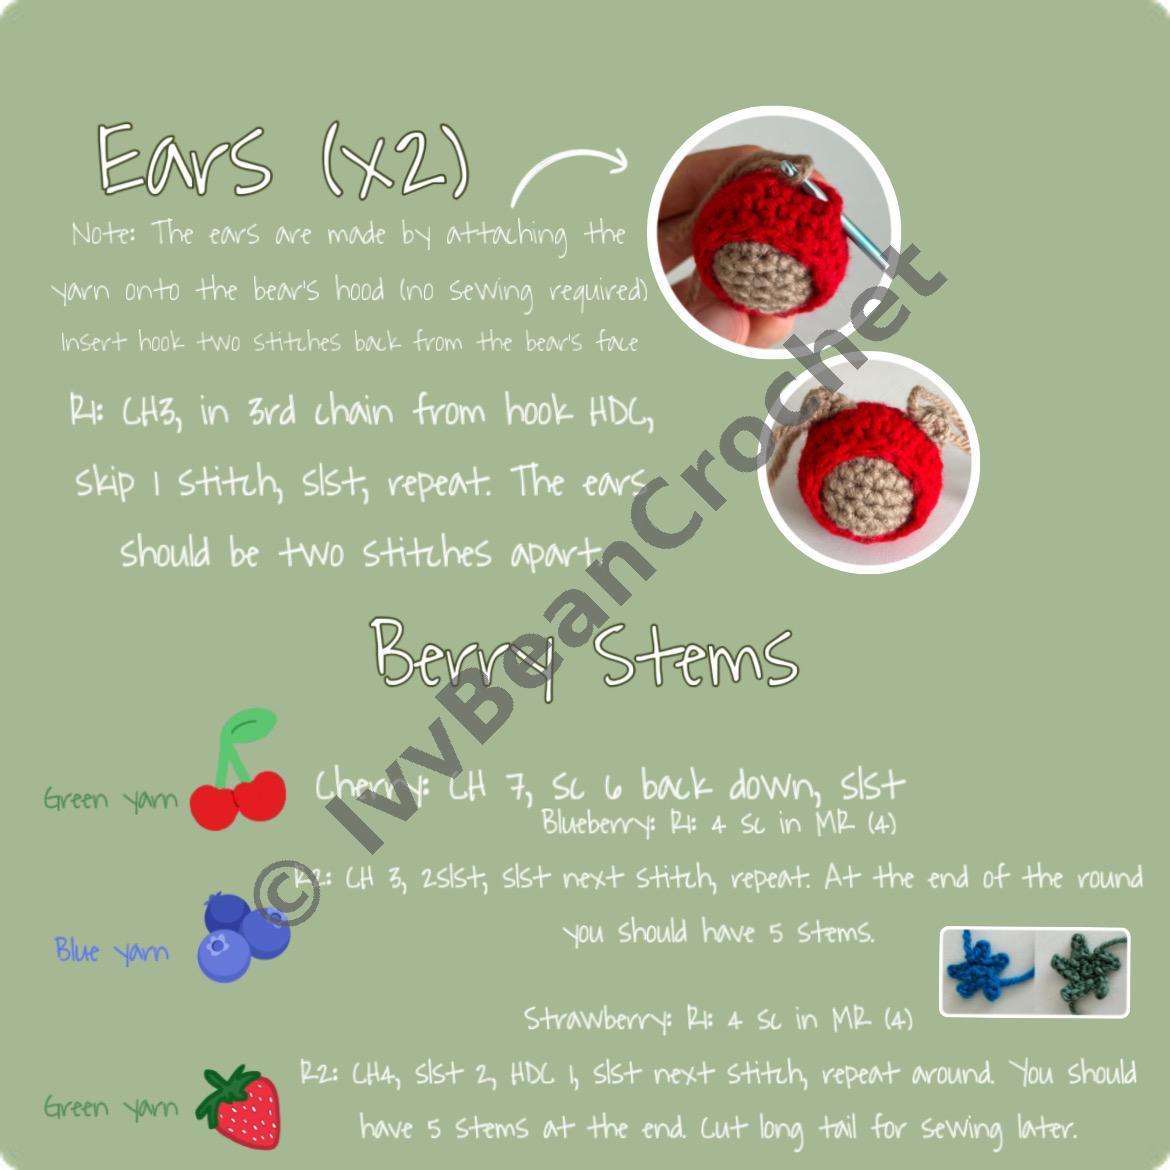 Ears (x2)
Note: The ears are made by attaching the
yarn onto the bear's hood (no sewing required)
Insert hook two stitches back from the bear's face
R1: CH3, in 3rd chain from hook HDC,
skip 1 stitch, slst, repeat. The ears
should be two stitches apart.
Berry Stems
Green yarn
Cherry: CH 7, sc 6 back down, slst
Blueberry: R1: 4 sc in MR (4)
R2: CH 3, 2slst, slst next stitch, repeat. At the end of the round
you should have 5 stems.
Blue yarn
Strawberry: R1: 4 sc in MR (4)
R2: CH4, slst 2, HDC 1, slst next stitch, repeat around. You should
have 5 stems at the end. Cut long tail for sewing later.
Green yarn
© IvvBeanCrochet